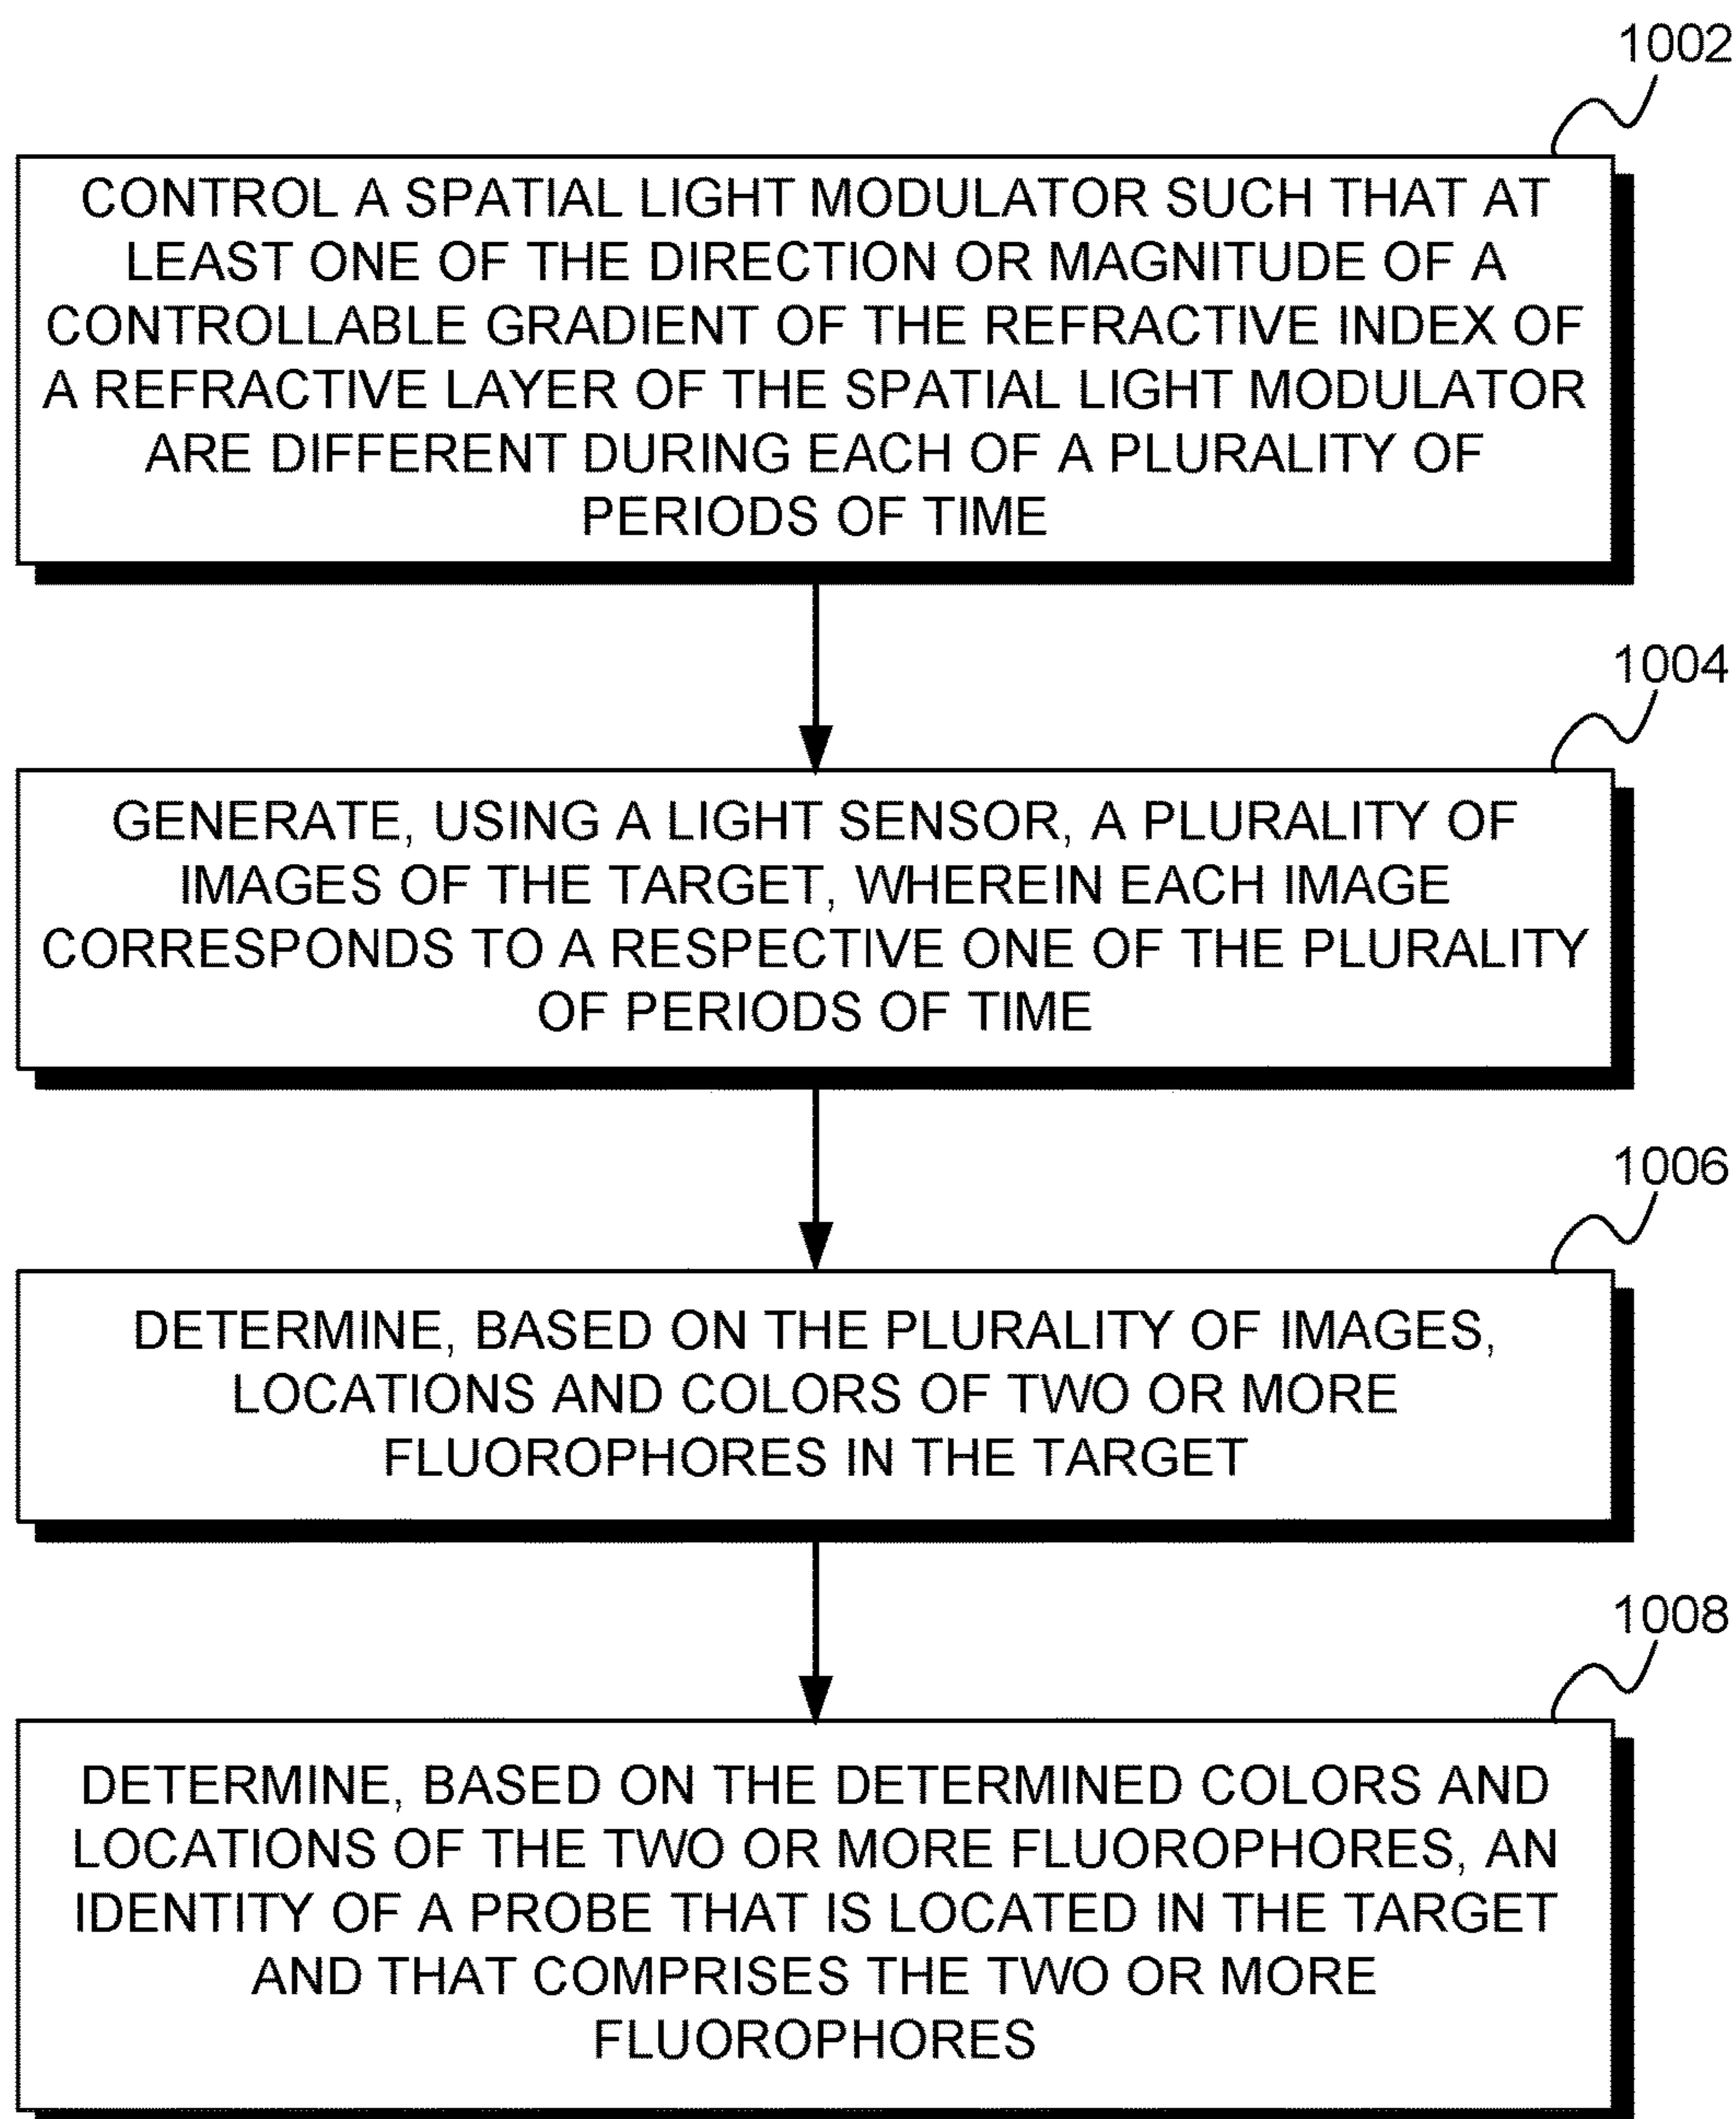 1002
CONTROL A SPATIAL LIGHT MODULATOR SUCH THAT AT
LEAST ONE OF THE DIRECTION OR MAGNITUDE OF A
CONTROLLABLE GRADIENT OF THE REFRACTIVE INDEX OF
A REFRACTIVE LAYER OF THE SPATIAL LIGHT MODULATOR
ARE DIFFERENT DURING EACH OF A PLURALITY OF
PERIODS OF TIME
1004
GENERATE, USING A LIGHT SENSOR, A PLURALITY OF
IMAGES OF THE TARGET, WHEREIN EACH IMAGE
CORRESPONDS TO A RESPECTIVE ONE OF THE PLURALITY
OF PERIODS OF TIME
1006
DETERMINE, BASED ON THE PLURALITY OF IMAGES,
LOCATIONS AND COLORS OF TWO OR MORE
FLUOROPHORES IN THE TARGET
1008
DETERMINE, BASED ON THE DETERMINED COLORS AND
LOCATIONS OF THE TWO OR MORE FLUOROPHORES, AN
IDENTITY OF A PROBE THAT IS LOCATED IN THE TARGET
AND THAT COMPRISES THE TWO OR MORE
FLUOROPHORES